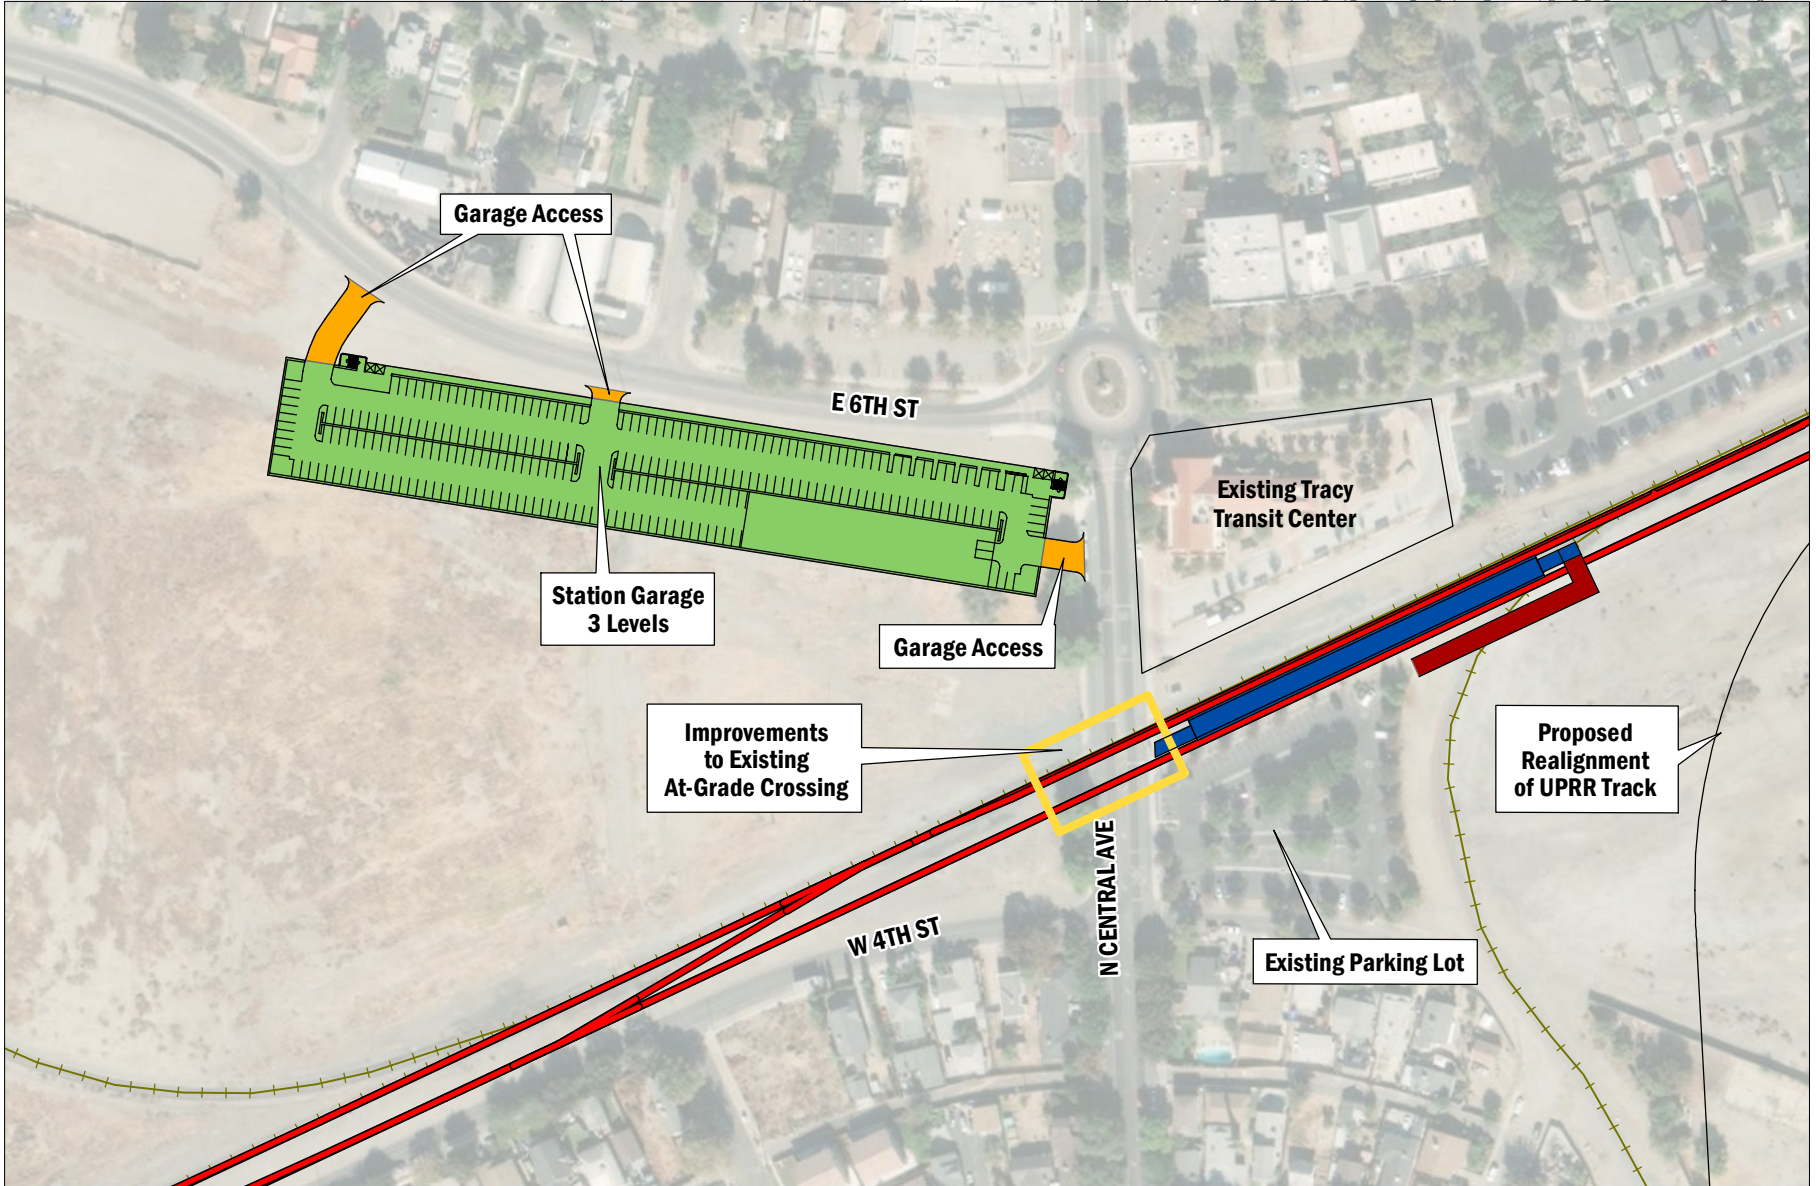 Garage Access
E 6TH ST
Existing Tracy
Transit Center
Station Garage
3 Levels
Garage Access
Improvements
to Existing
At-Grade Crossing
Proposed
Realignment
of UPRR Track
N CENTRAL AVE
W 4TH ST
Existing Parking Lot